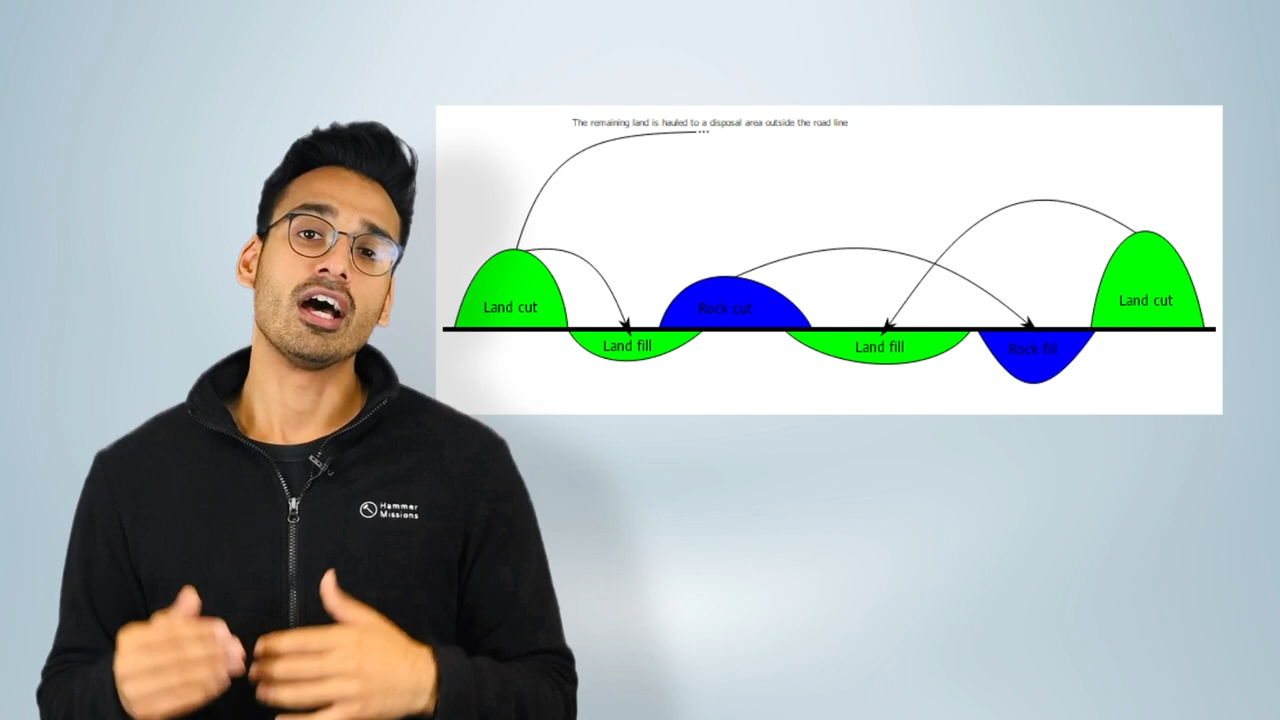 The remaining land is hauled to a disposal area outside the road line
Land cut
Rock cut
Land cut
Land fill
Land fill
Rock fill
Hammer
Missions